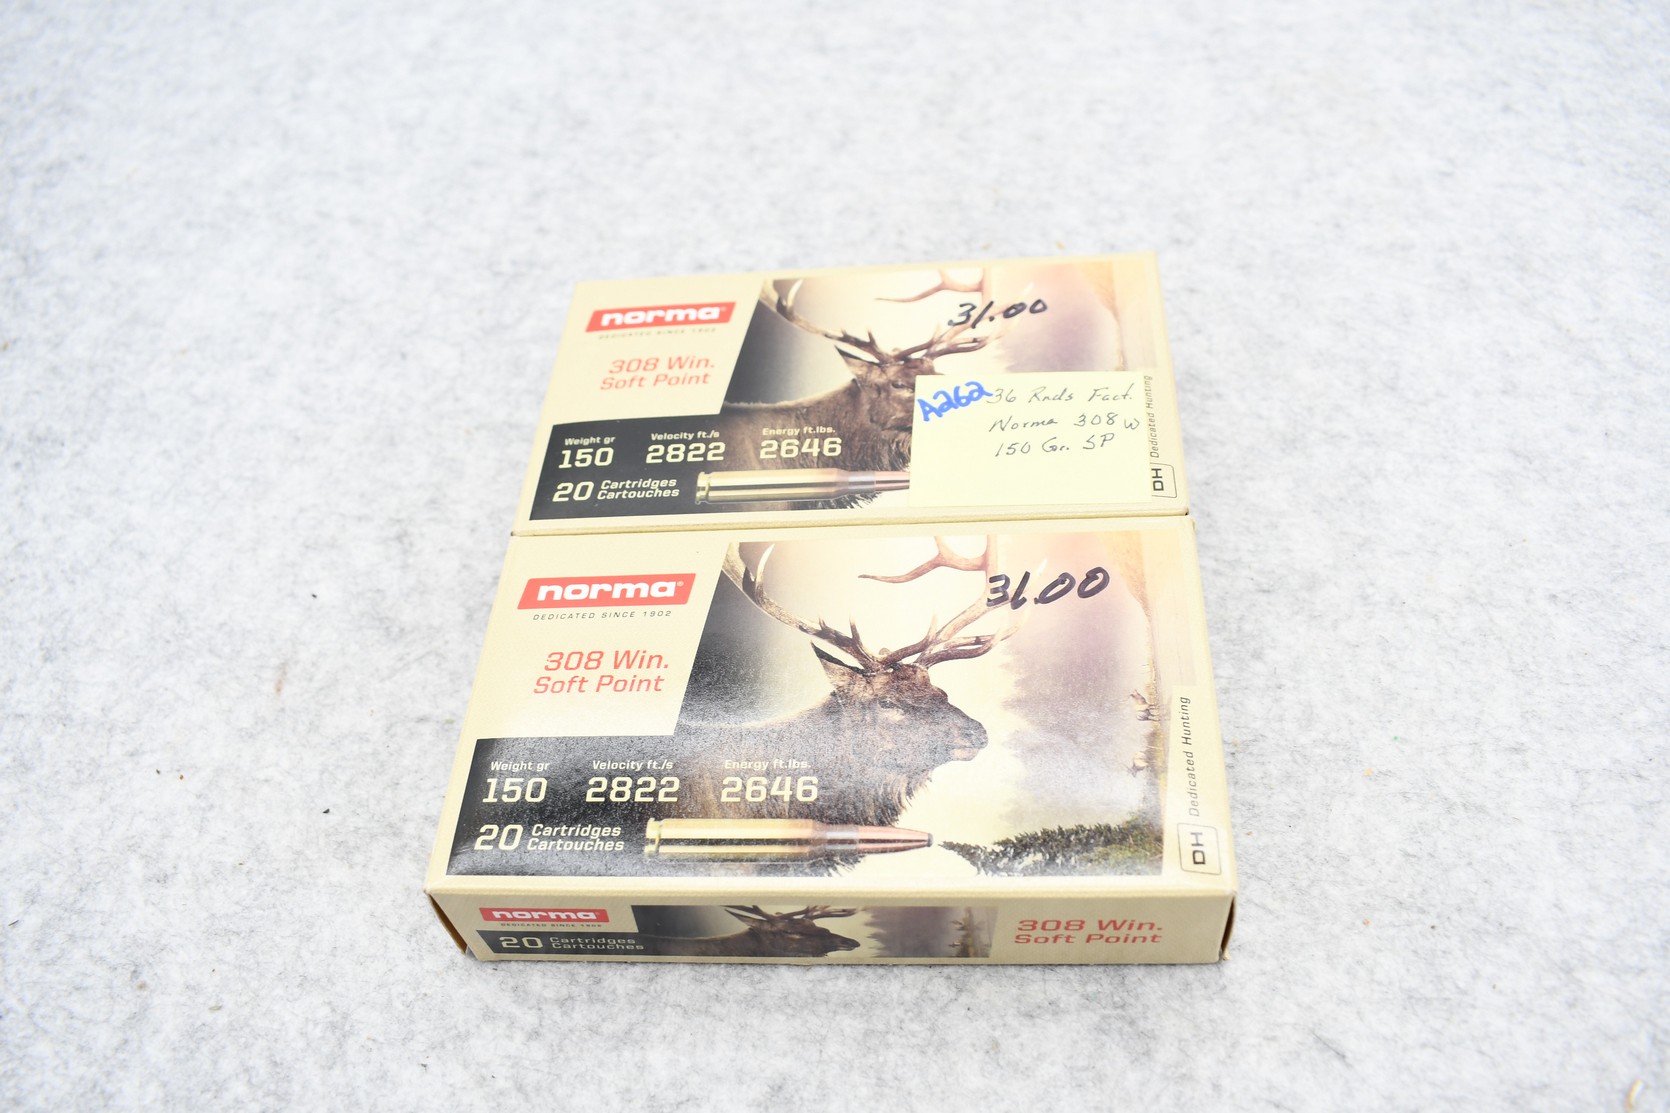 norma
DEDICATED SINCE 1902
308 Win.
Soft Point
Weight gr
150
Velocity ft./s
2822
Energy ft.lbs.
2646
20 Cartridges
Cartouches
31.00
A262
36 Rnds Fact.
Norma 308 W
150 Gr. SP
DH Dedicated Hunting
norma
DEDICATED SINCE 1902
308 Win.
Soft Point
Weight gr
150
Velocity ft./s
2822
Energy ft.lbs.
2646
20 Cartridges
Cartouches
31.00
DH Dedicated Hunting
norma
DEDICATED SINCE 1902
20 Cartridges
Cartouches
308 Win.
Soft Point